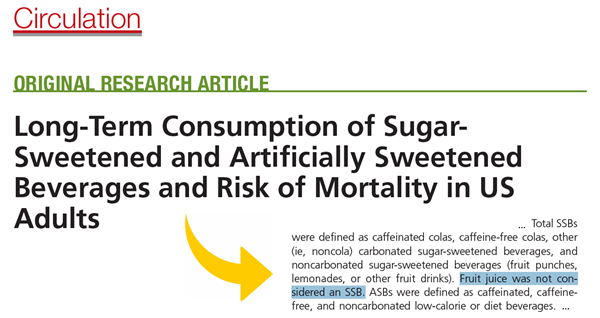 Circulation
ORIGINAL RESEARCH ARTICLE
Long-Term Consumption of Sugar-
Sweetened and Artificially Sweetened
Beverages and Risk of Mortality in US
Adults
... Total SSBs
were defined as caffeinated colas, caffeine-free colas, other
(ie, noncola) carbonated sugar-sweetened beverages, and
noncarbonated sugar-sweetened beverages (fruit punches,
lemonades, or other fruit drinks). Fruit juice was not con-
sidered an SSB. ASBs were defined as caffeinated, caffeine-
free, and noncarbonated low-calorie or diet beverages. ...